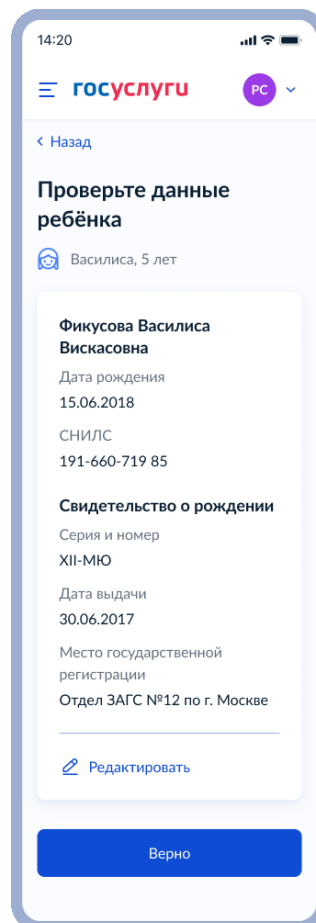 14:20
госуслуги
РС
Назад
Проверьте данные
ребёнка
Василиса, 5 лет
Фикусова Василиса
Вискасовна
Дата рождения
15.06.2018
СНИЛС
191-660-719 85
Свидетельство о рождении
Серия и номер
XII-МЮ
Дата выдачи
30.06.2017
Место государственной
регистрации
Отдел ЗАГС №12 по г. Москве
Редактировать
Верно